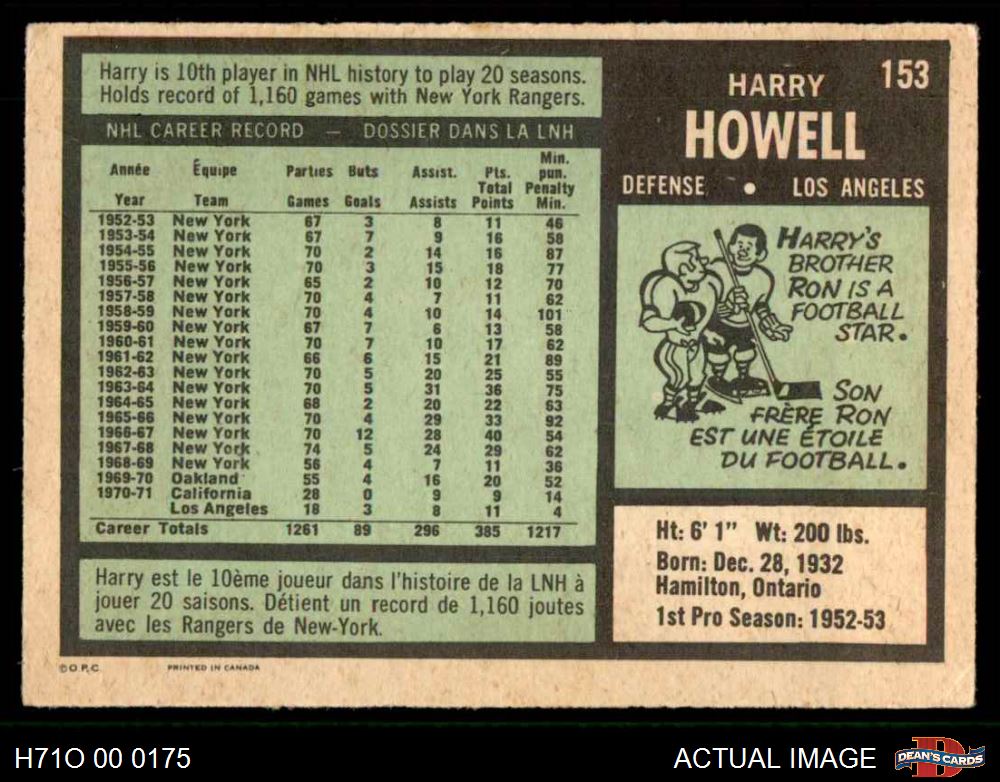 Harry is 10th player in NHL history to play 20 seasons.
Holds record of 1,160 games with New York Rangers.
NHL CAREER RECORD — DOSSIER DANS LA LNH
Année Équipe Parties Buts Assist. Pts. Total Min. pun.
Year Team Games Goals Assists Points Penalty Min.
1952-53 New York 67 3 8 11 46
1953-54 New York 67 7 9 16 58
1954-55 New York 70 2 14 16 87
1955-56 New York 70 3 15 18 77
1956-57 New York 65 2 10 12 70
1957-58 New York 70 4 7 11 62
1958-59 New York 70 4 10 14 101
1959-60 New York 67 7 6 13 58
1960-61 New York 70 7 10 17 62
1961-62 New York 66 6 15 21 89
1962-63 New York 70 5 20 25 55
1963-64 New York 70 5 31 36 75
1964-65 New York 68 2 20 22 63
1965-66 New York 70 4 29 33 92
1966-67 New York 70 12 28 40 54
1967-68 New York 74 5 24 29 62
1968-69 New York 56 4 7 11 36
1969-70 Oakland 55 4 16 20 52
1970-71 California 28 0 9 9 14
Los Angeles 18 3 8 11 4
Career Totals 1261 89 296 385 1217
Harry est le 10ème joueur dans l'histoire de la LNH à
jouer 20 saisons. Détient un record de 1,160 joutes
avec les Rangers de New-York.
153
HARRY
HOWELL
DEFENSE • LOS ANGELES
HARRY'S
BROTHER
RON IS A
FOOTBALL
STAR.
SON
FRÈRE RON
EST UNE ÉTOILE
DU FOOTBALL.
Ht: 6' 1" Wt: 200 lbs.
Born: Dec. 28, 1932
Hamilton, Ontario
1st Pro Season: 1952-53
© O.P.C. PRINTED IN CANADA
H71O 00 0175
ACTUAL IMAGE
D
DEAN'S CARDS